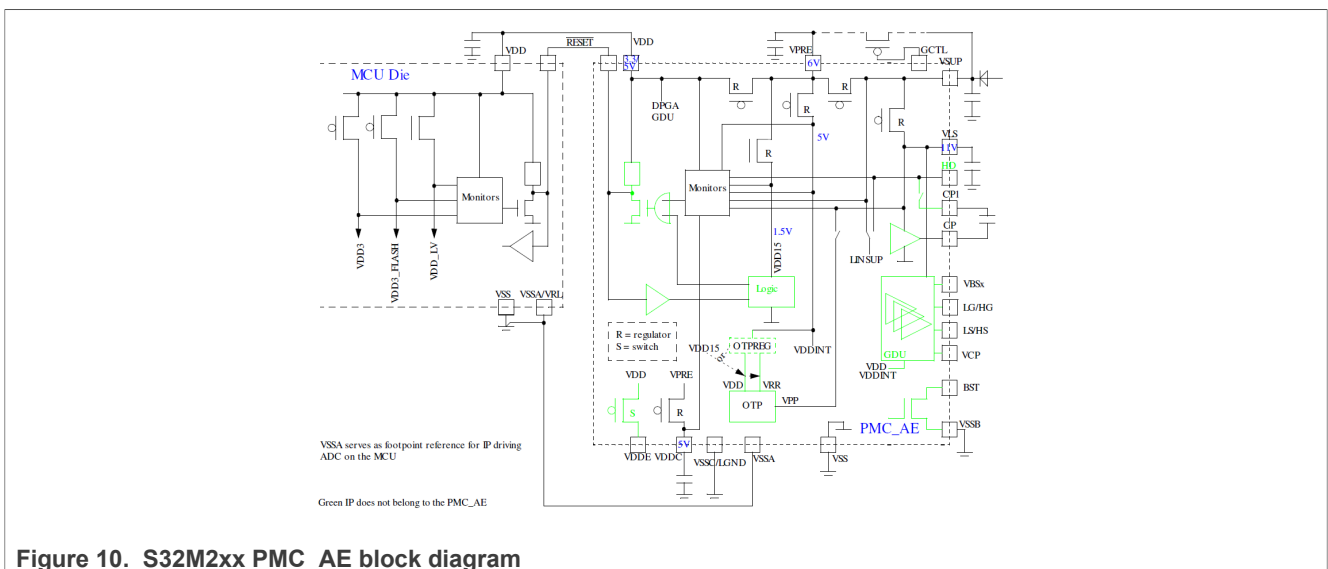 VDD
RESET
VDD
VPRE
GCTL
MCU Die
3.3/
5V
6V
VSUP
R
R
DPGA
GDU
R
R
5V
VLS
11V
R
HD
Monitors
Monitors
CP1
CP
1.5V
VDD15
LINSUP
VDD3
VDD3_FLASH
VDD_LV
Logic
VBSx
VSS
VSSA/VRL
LG/HG
R = regulator
S = switch
LS/HS
VDD15
or
OTPREG
VDDINT
GDU
VCP
VDD
VDDINT
VDD
VPRE
VDD
VRR
BST
OTP
VPP
S
R
PMC_AE
VSSB
5V
VSSA serves as footpoint reference for IP driving
ADC on the MCU
VDDE
VDDC
VSSC/LGND
VSSA
VSS
Green IP does not belong to the PMC_AE
Figure 10. S32M2xx PMC_AE block diagram